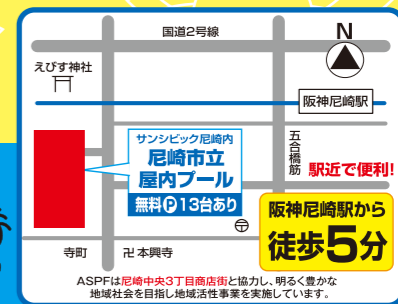 国道2号線
N
えびす神社
阪神尼崎駅
サンシビック尼崎内
尼崎市立
屋内プール
無料Ⓟ13台あり
五合橋筋
駅近で便利!
阪神尼崎駅から
徒歩5分
寺町
卍本興寺
ASPFは尼崎中央3丁目商店街と協力し、明るく豊かな
地域社会を目指し地域活性事業を実施しています。